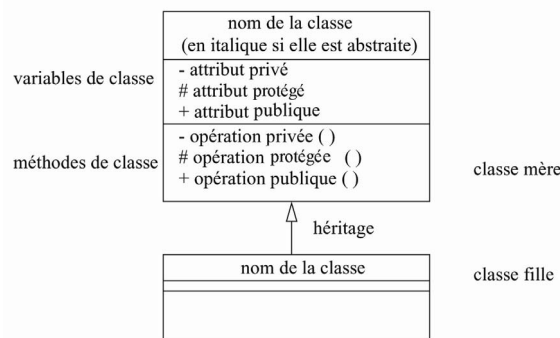 nom de la classe
(en italique si elle est abstraite)
variables de classe
- attribut privé
# attribut protégé
+ attribut publique
méthodes de classe
- opération privée ( )
# opération protégée ( )
+ opération publique ( )
classe mère
héritage
nom de la classe
classe fille